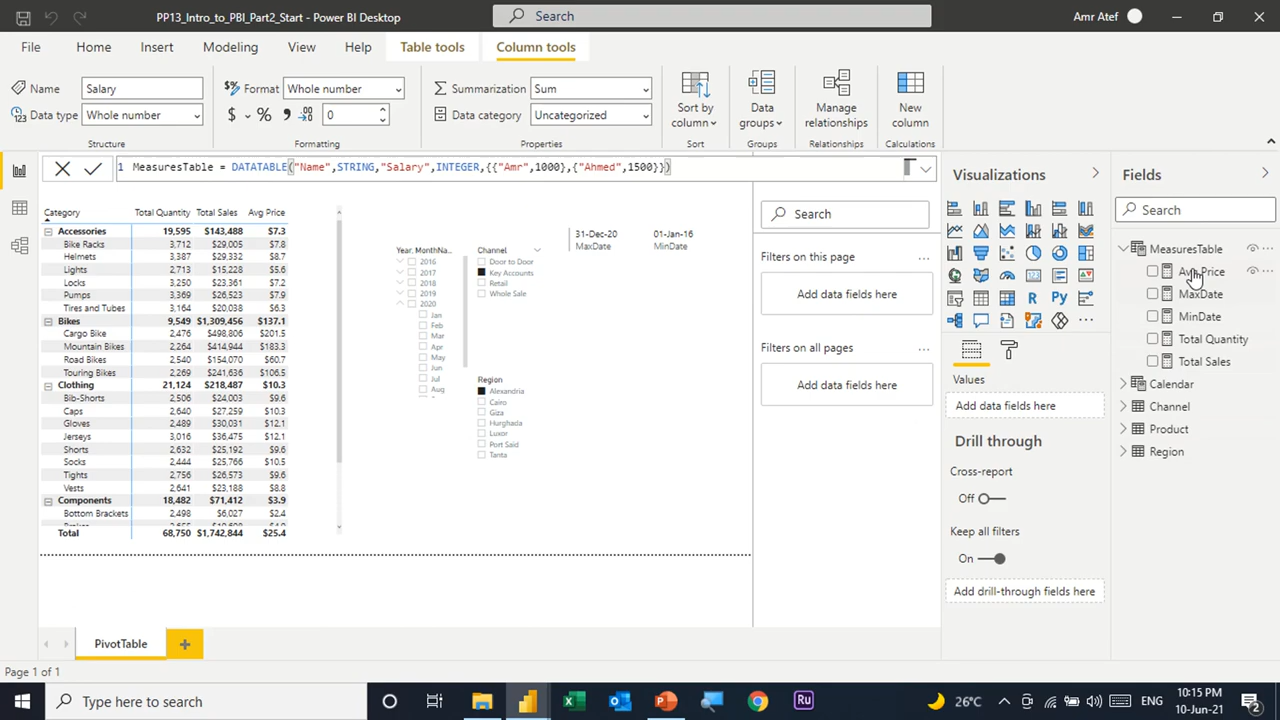 PP13_Intro_to_PBI_Part2_Start - Power BI Desktop
Search
Amr Atef
File Home Insert Modeling View Help Table tools Column tools
Name Salary
Data type Whole number
Structure
Format Whole number
$ % 9 .00 0
Formatting
Summarization Sum
Data category Uncategorized
Properties
Sort by column
Sort
Data groups
Groups
Manage relationships
Relationships
New column
Calculations
1 MeasuresTable = DATATABLE("Name",STRING,"Salary",INTEGER,{{"Amr",1000},{"Ahmed",1500}})
Category Total Quantity Total Sales Avg Price
Accessories 19,595 $143,488 $7.3
Bike Racks 3,712 $29,005 $7.8
Helmets 3,387 $29,332 $8.7
Lights 2,713 $15,228 $5.6
Locks 3,250 $23,361 $7.2
Pumps 3,369 $26,523 $7.9
Tires and Tubes 3,164 $20,038 $6.3
Bikes 9,549 $1,309,456 $137.1
Cargo Bike 2,476 $498,806 $201.5
Mountain Bikes 2,264 $414,944 $183.3
Road Bikes 2,540 $154,070 $60.7
Touring Bikes 2,269 $241,636 $106.5
Clothing 21,124 $218,487 $10.3
Bib-Shorts 2,506 $24,003 $9.6
Caps 2,640 $27,259 $10.3
Gloves 2,489 $30,031 $12.1
Jerseys 3,016 $36,475 $12.1
Shorts 2,632 $25,192 $9.6
Socks 2,444 $25,766 $10.5
Tights 2,756 $26,573 $9.6
Vests 2,641 $23,188 $8.8
Components 18,482 $71,412 $3.9
Bottom Brackets 2,498 $6,027 $2.4
Total 68,750 $1,742,844 $25.4
Year, MonthNa...
2016
2017
2018
2019
2020
Jan
Feb
Mar
Apr
May
Jun
Jul
Aug
Channel
Door to Door
Key Accounts
Retail
Whole Sale
Region
Alexandria
Cairo
Giza
Hurghada
Luxor
Port Said
Tanta
31-Dec-20
MaxDate
01-Jan-16
MinDate
Search
Filters on this page ...
Add data fields here
Filters on all pages ...
Add data fields here
Visualizations
R Py
Values
Add data fields here
Drill through
Cross-report
Off
Keep all filters
On
Add drill-through fields here
Fields
Search
MeasuresTable
Avg Price
MaxDate
MinDate
Total Quantity
Total Sales
Calendar
Channel
Product
Region
PivotTable
Page 1 of 1
Type here to search
Ru
26°C
ENG
10:15 PM
10-Jun-21
2